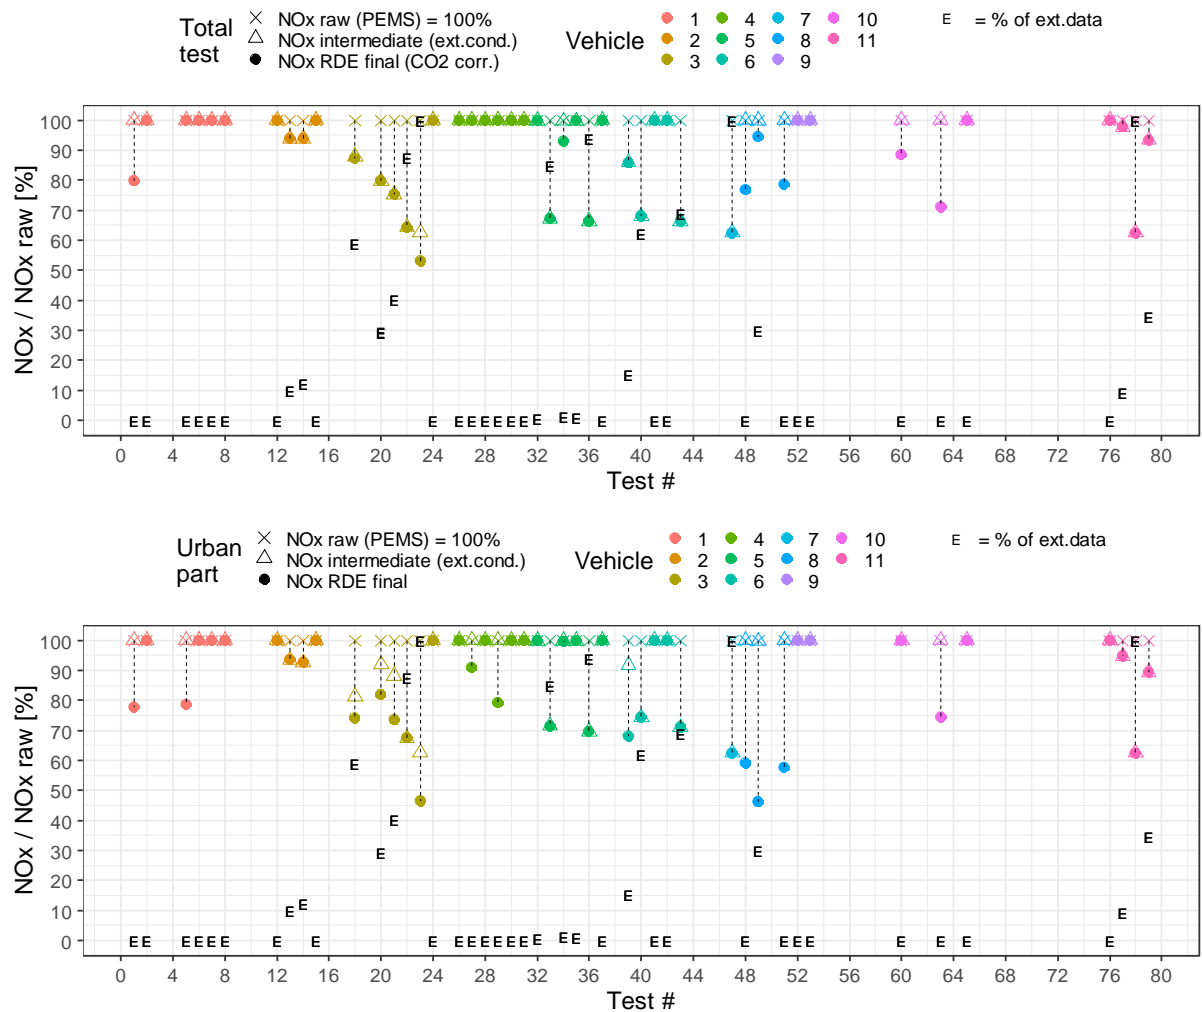 Total
test
NOx raw (PEMS) = 100%
NOx intermediate (ext.cond.)
NOx RDE final (CO2 corr.)
Vehicle
1 4 7 10
2 5 8 11
3 6 9
E = % of ext.data
NOx / NOx raw [%]
100
90
80
70
60
50
40
30
20
10
0
E E E E E E E E E E E E E E E E E E E E E E E E E E E E E E E E E E E E E E E E E E E E E E E E E
0 4 8 12 16 20 24 28 32 36 40 44 48 52 56 60 64 68 72 76 80
Test #
Urban
part
NOx raw (PEMS) = 100%
NOx intermediate (ext.cond.)
NOx RDE final
Vehicle
1 4 7 10
2 5 8 11
3 6 9
E = % of ext.data
NOx / NOx raw [%]
100
90
80
70
60
50
40
30
20
10
0
E E E E E E E E E E E E E E E E E E E E E E E E E E E E E E E E E E E E E E E E E E E E E E E E E
0 4 8 12 16 20 24 28 32 36 40 44 48 52 56 60 64 68 72 76 80
Test #